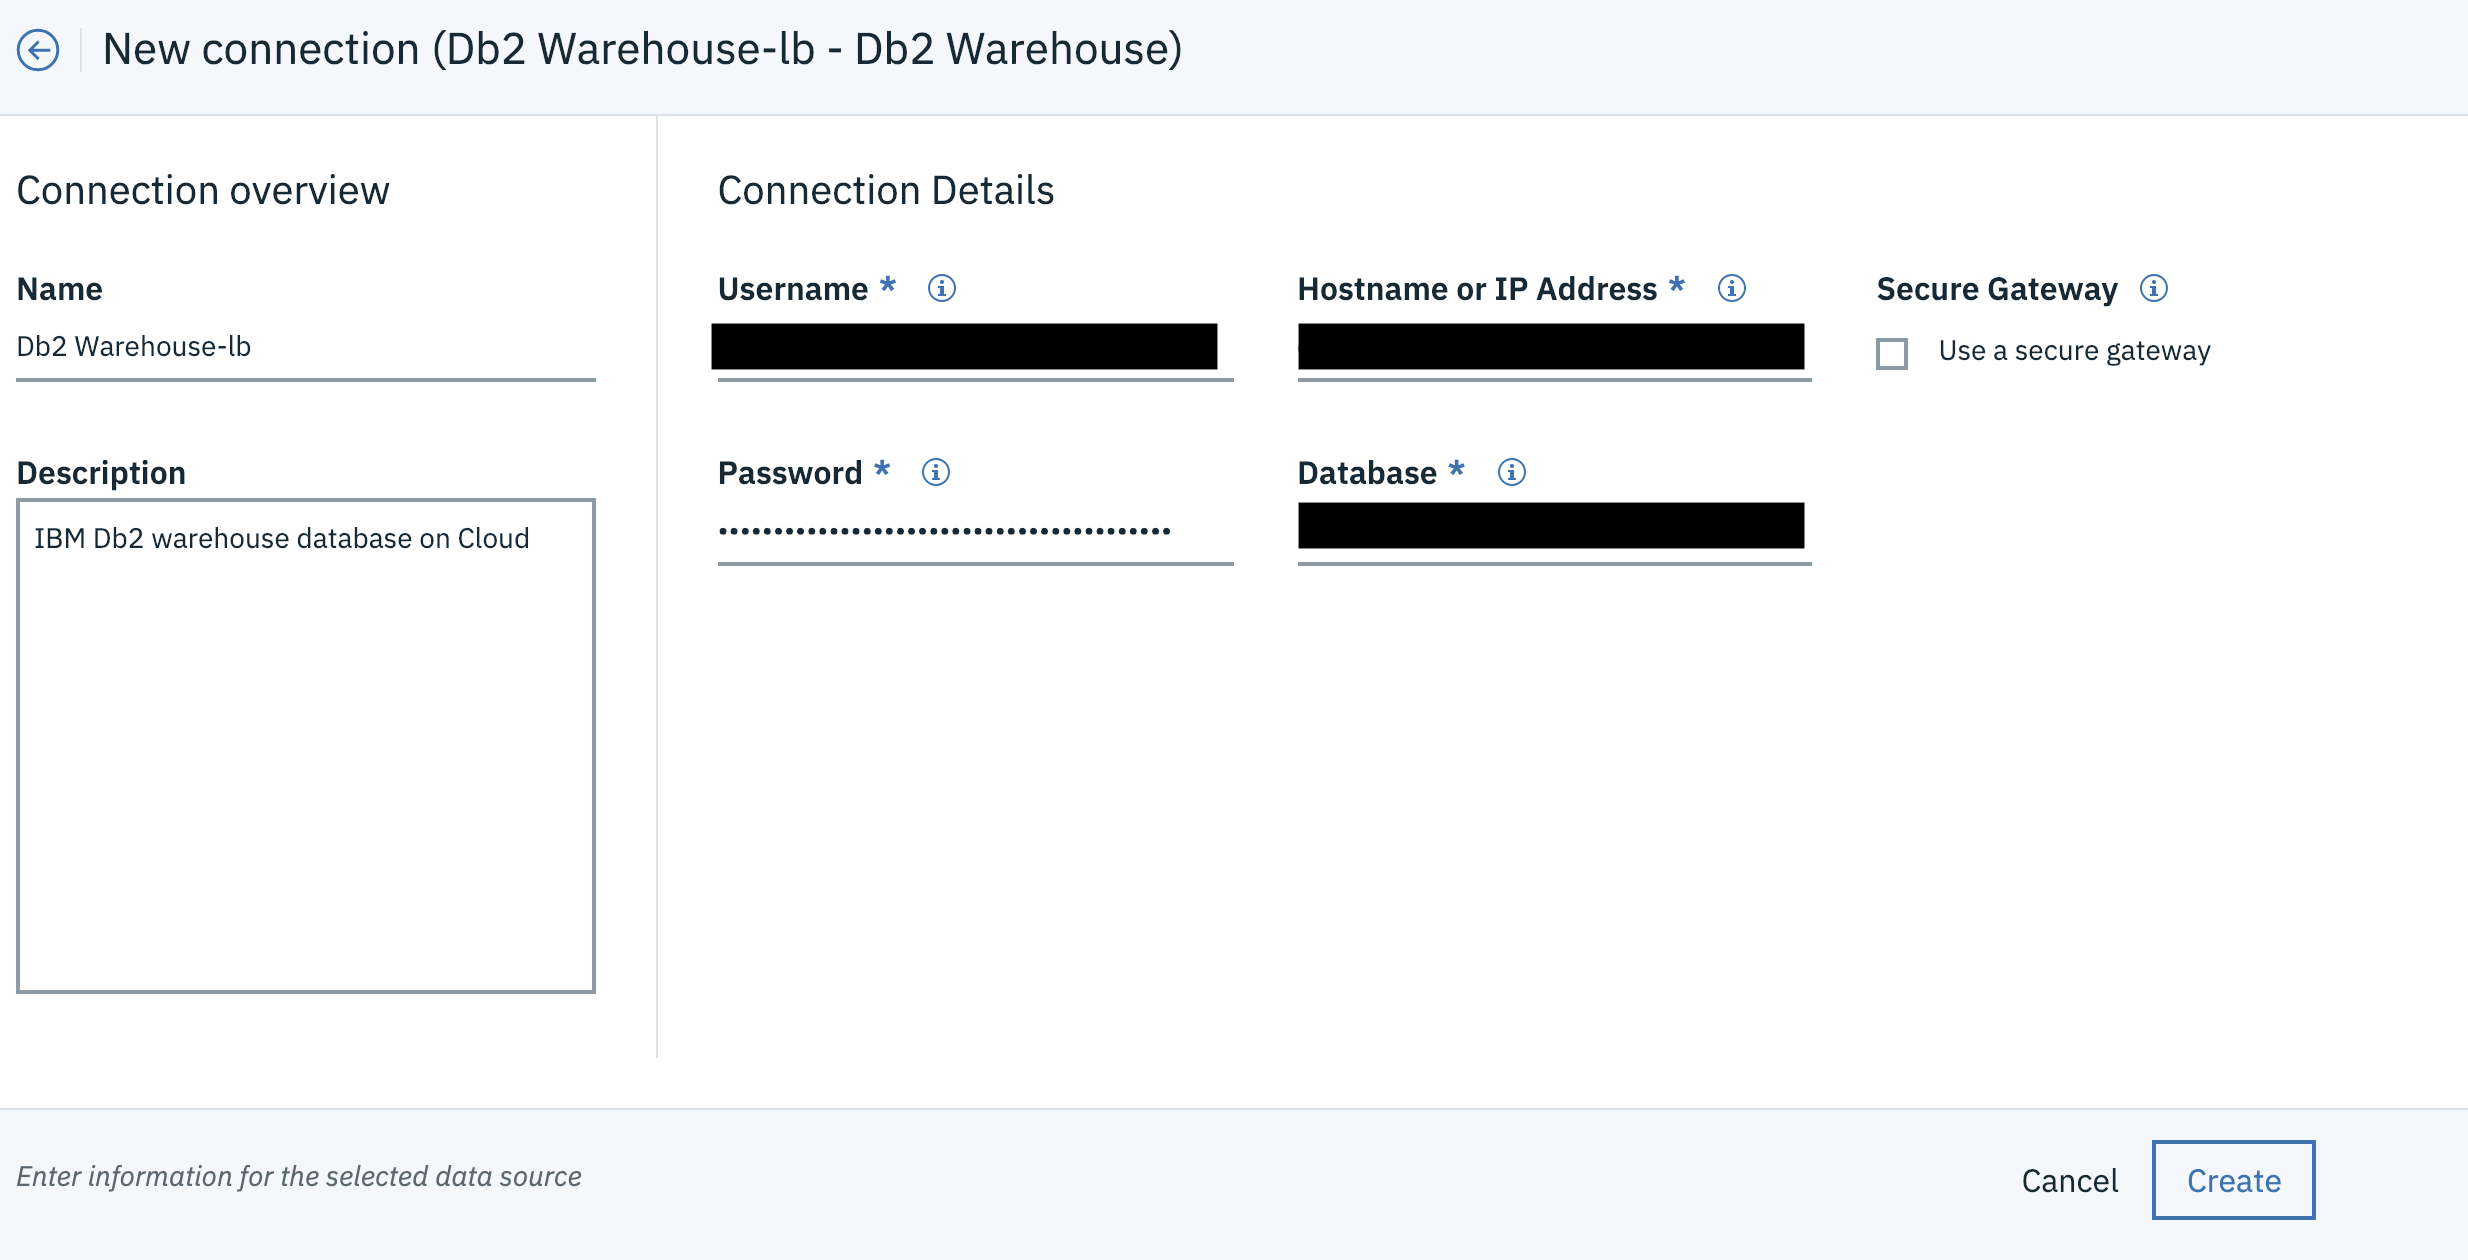 New connection (Db2 Warehouse-lb - Db2 Warehouse)
Connection overview
Name
Db2 Warehouse-lb
Description
IBM Db2 warehouse database on Cloud
Connection Details
Username *
Hostname or IP Address *
Secure Gateway
Use a secure gateway
Password *
•••••••••••••••••••••••••••••••••••••••••
Database *
Enter information for the selected data source
Cancel
Create